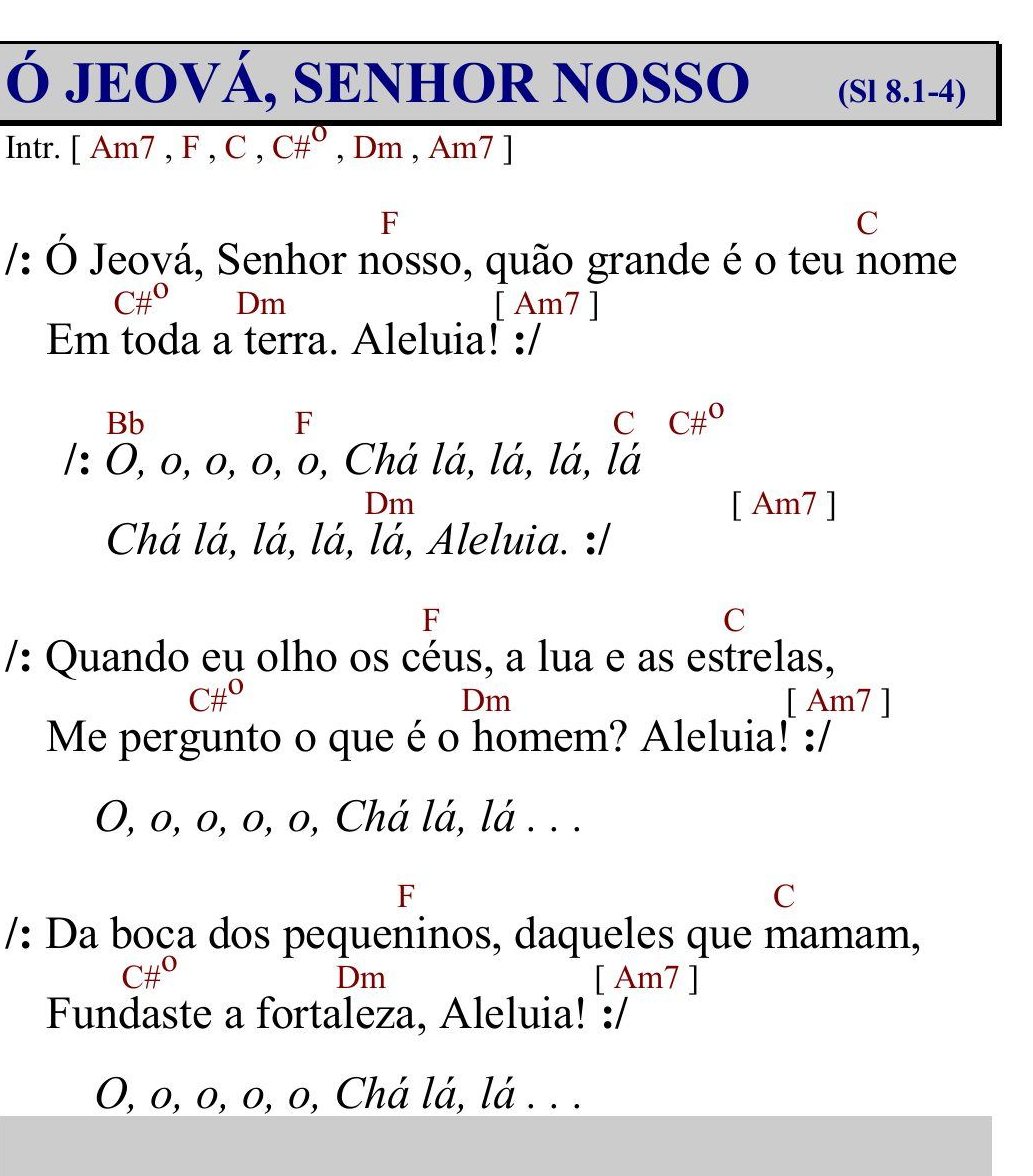 Ó JEOVÁ, SENHOR NOSSO (Sl 8.1-4)
Intr. [ Am7 , F , C , C#º , Dm , Am7 ]
F C
/: Ó Jeová, Senhor nosso, quão grande é o teu nome
C#º Dm [ Am7 ]
Em toda a terra. Aleluia! :/
Bb F C C#º
/: O, o, o, o, o, Chá lá, lá, lá, lá
Dm [ Am7 ]
Chá lá, lá, lá, lá, Aleluia. :/
F C
/: Quando eu olho os céus, a lua e as estrelas,
C#º Dm [ Am7 ]
Me pergunto o que é o homem? Aleluia! :/
O, o, o, o, o, Chá lá, lá . . .
F C
/: Da boca dos pequeninos, daqueles que mamam,
C#º Dm [ Am7 ]
Fundaste a fortaleza, Aleluia! :/
O, o, o, o, o, Chá lá, lá . . .